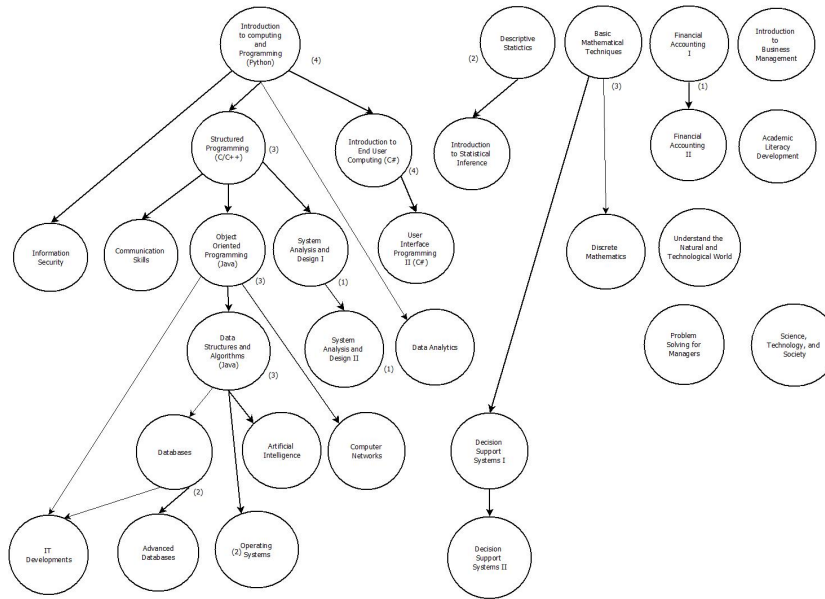 Introduction
to computing
and
Programming
(Python)
(4)
Descriptive
Statictics
(2)
Basic
Mathematical
Techniques
(3)
Financial
Accounting
I
(1)
Introduction
to
Business
Management
Structured
Programming
(C/C++)
(3)
Introduction to
End User
Computing (C#)
(4)
Introduction
to Statistical
Inference
Financial
Accounting
II
Academic
Literacy
Development
Information
Security
Communication
Skills
Object
Oriented
Programming
(Java)
(3)
System
Analysis and
Design I
(1)
User
Interface
Programming
II (C#)
Discrete
Mathematics
Understand the
Natural and
Technological World
Data
Structures and
Algorithms
(Java)
(3)
System
Analysis and
Design II
(1)
Data Analytics
Problem
Solving for
Managers
Science,
Technology, and
Society
Databases
(2)
Artificial
Intelligence
Computer
Networks
Decision
Support
Systems I
IT
Developments
Advanced
Databases
(2)
Operating
Systems
Decision
Support
Systems II